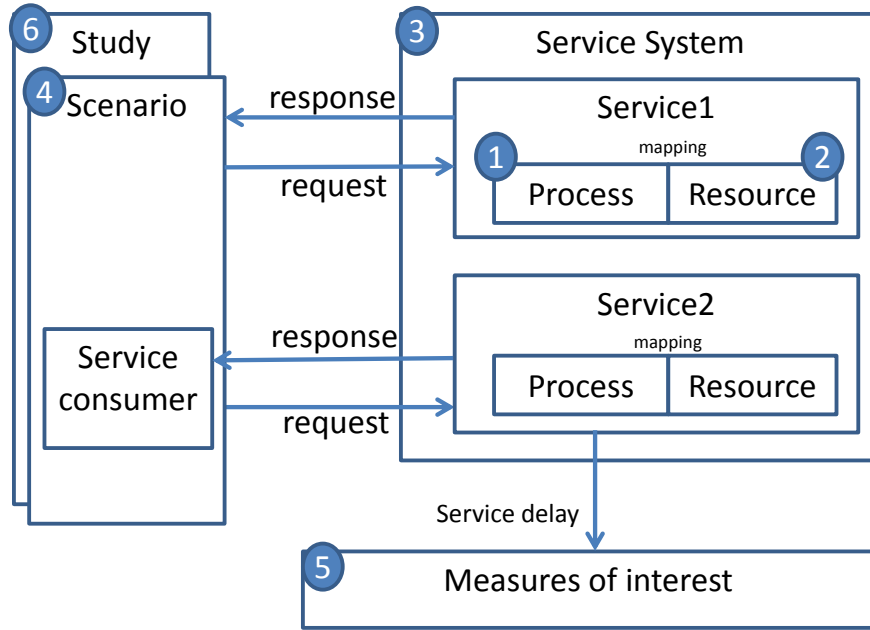 6
Study
3
Service System
4
Scenario
response
Service1
mapping
1
2
request
Process
Resource
Service2
response
mapping
Service
consumer
Process
Resource
request
Service delay
5
Measures of interest